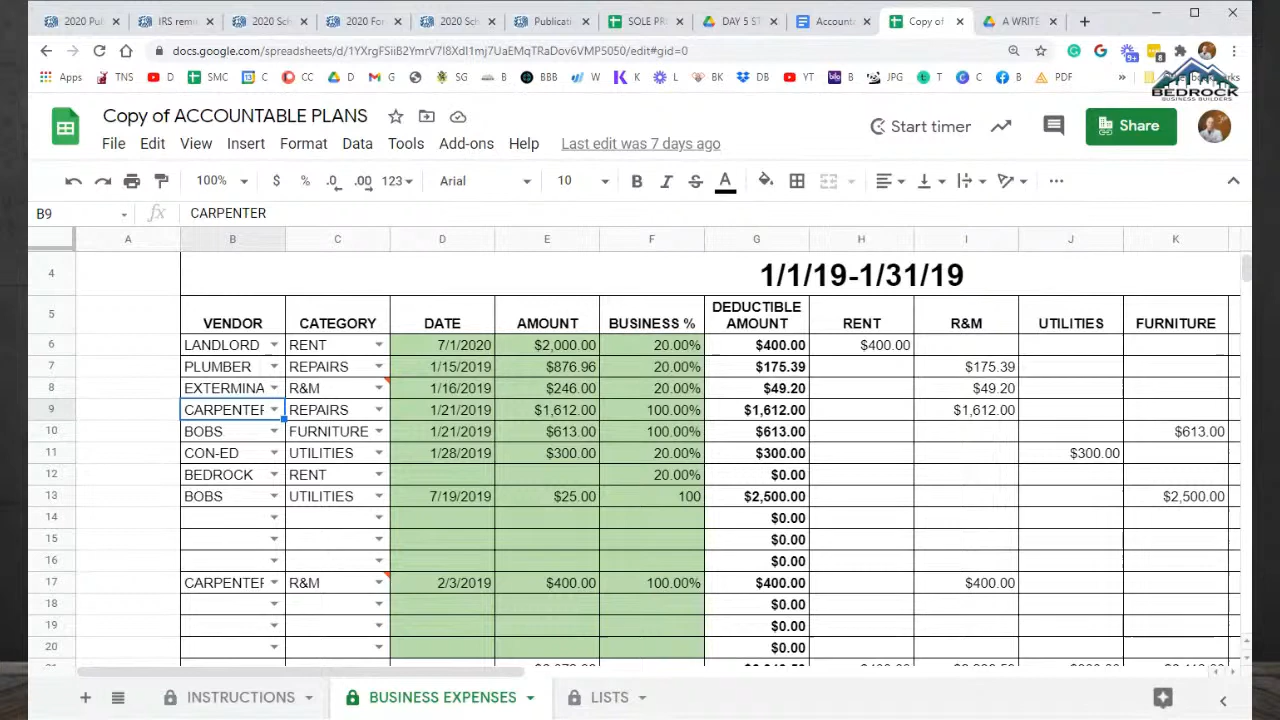 2020 Pul
IRS remi
2020 Sch
2020 Fo
2020 Sch
Publicati
SOLE PR
DAY 5 ST
Accounta
Copy of
A WRITE
docs.google.com/spreadsheets/d/1YXrgFSIiB2YmrV7I8XdI1mj7UaEMqTRaDov6VMPS050/edit#gid=0
Apps TNS D SMC C CC D G SG B BBB W K L BK DB YT B JPG T C B PDF »
BEDROCK
BUSINESS BUILDERS
Copy of ACCOUNTABLE PLANS
Start timer
Share
File Edit View Insert Format Data Tools Add-ons Help Last edit was 7 days ago
100% $ % .0 .00 123 Arial 10 B I S A
B9 fx CARPENTER
A B C D E F G H I J K
4 1/1/19-1/31/19
5 VENDOR CATEGORY DATE AMOUNT BUSINESS % DEDUCTIBLE AMOUNT RENT R&M UTILITIES FURNITURE
6 LANDLORD RENT 7/1/2020 $2,000.00 20.00% $400.00 $400.00
7 PLUMBER REPAIRS 1/15/2019 $876.96 20.00% $175.39 $175.39
8 EXTERMINA R&M 1/16/2019 $246.00 20.00% $49.20 $49.20
9 CARPENTER REPAIRS 1/21/2019 $1,612.00 100.00% $1,612.00 $1,612.00
10 BOBS FURNITURE 1/21/2019 $613.00 100.00% $613.00 $613.00
11 CON-ED UTILITIES 1/28/2019 $300.00 20.00% $300.00 $300.00
12 BEDROCK RENT 20.00% $0.00
13 BOBS UTILITIES 7/19/2019 $25.00 100 $2,500.00 $2,500.00
14 $0.00
15 $0.00
16 $0.00
17 CARPENTER R&M 2/3/2019 $400.00 100.00% $400.00 $400.00
18 $0.00
19 $0.00
20 $0.00
INSTRUCTIONS BUSINESS EXPENSES LISTS